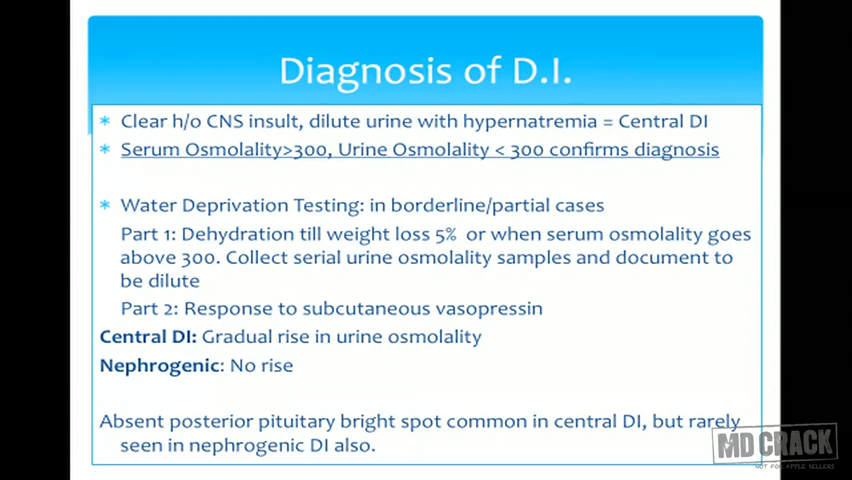 Diagnosis of D.I.
* Clear h/o CNS insult, dilute urine with hypernatremia = Central DI
* Serum Osmolality>300, Urine Osmolality < 300 confirms diagnosis
* Water Deprivation Testing: in borderline/partial cases
Part 1: Dehydration till weight loss 5% or when serum osmolality goes
above 300. Collect serial urine osmolality samples and document to
be dilute
Part 2: Response to subcutaneous vasopressin
Central DI: Gradual rise in urine osmolality
Nephrogenic: No rise
Absent posterior pituitary bright spot common in central DI, but rarely
seen in nephrogenic DI also.
MD CRACK
NOT FOR APPLE SELLERS